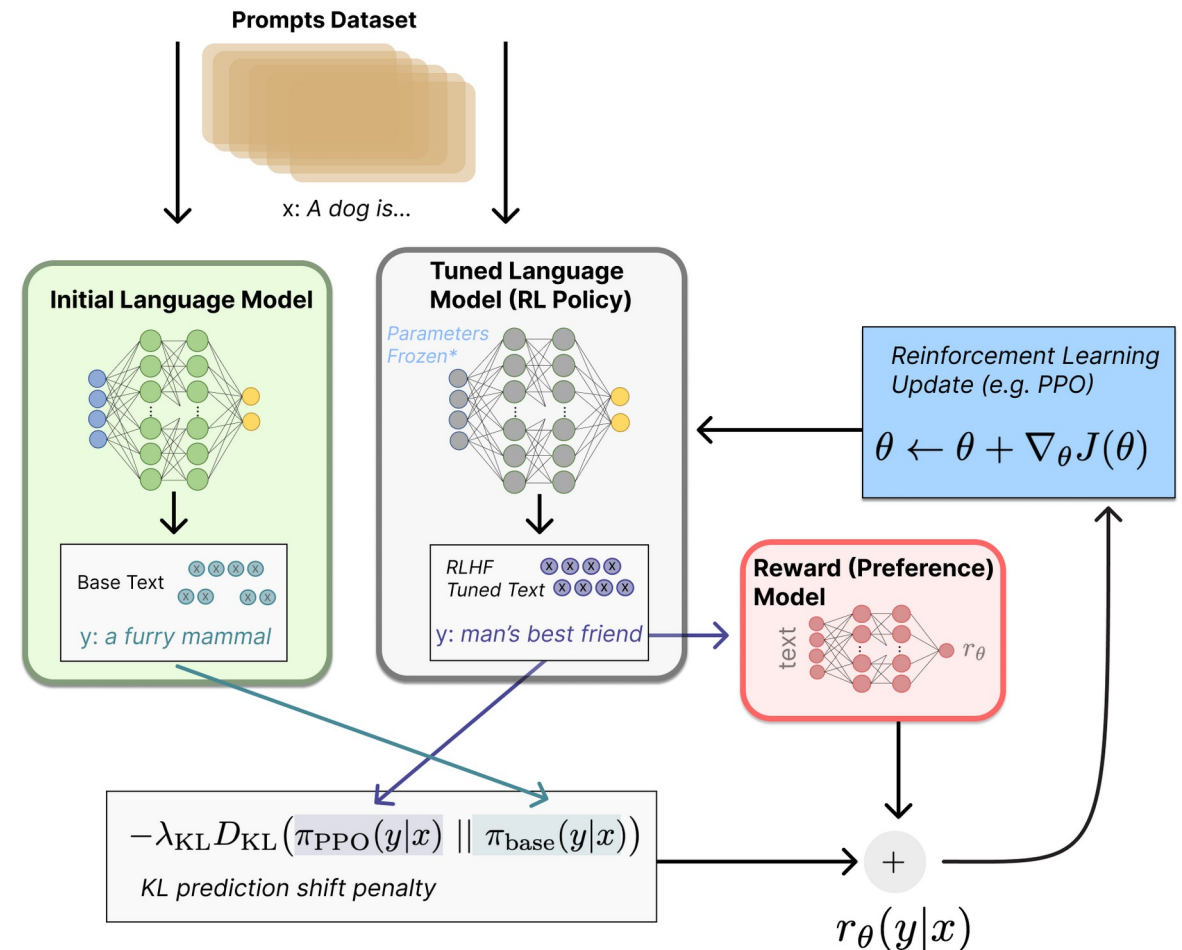 Prompts Dataset
x: A dog is...
Initial Language Model
Tuned Language
Model (RL Policy)
Parameters
Frozen*
Reinforcement Learning
Update (e.g. PPO)
θ ← θ + ∇θJ(θ)
Base Text
x x x x
x x x x
y: a furry mammal
RLHF
Tuned Text
x x x x
x x x x
y: man's best friend
Reward (Preference)
Model
text
rθ
−λKL DKL(πPPO(y|x) || πbase(y|x))
KL prediction shift penalty
+
rθ(y|x)